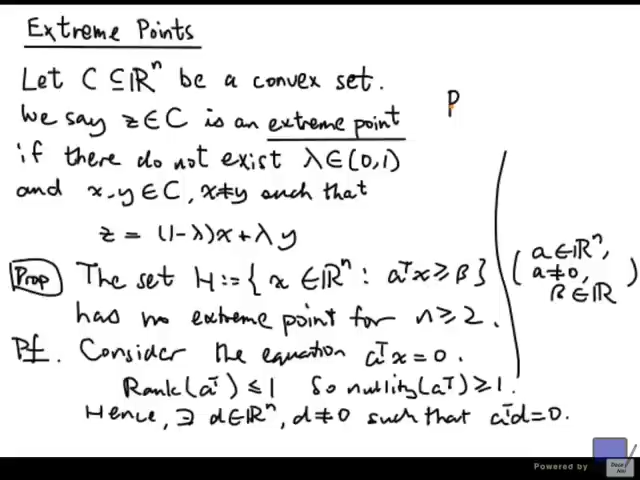 Extreme Points
Let C ⊆ ℝⁿ be a convex set.
P
We say z ∈ C is an extreme point
if there do not exist λ ∈ (0,1)
and x, y ∈ C, x ≠ y such that
z = (1-λ)x + λy
Prop The set H := { x ∈ ℝⁿ : aᵀx ≥ β }
( a ∈ ℝⁿ,
a ≠ 0,
β ∈ ℝ )
has no extreme point for n ≥ 2.
Pf. Consider the equation aᵀx = 0.
Rank(aᵀ) ≤ 1 So nullity(aᵀ) ≥ 1.
Hence, ∃ d ∈ ℝⁿ, d ≠ 0 such that aᵀd = 0.
Powered by